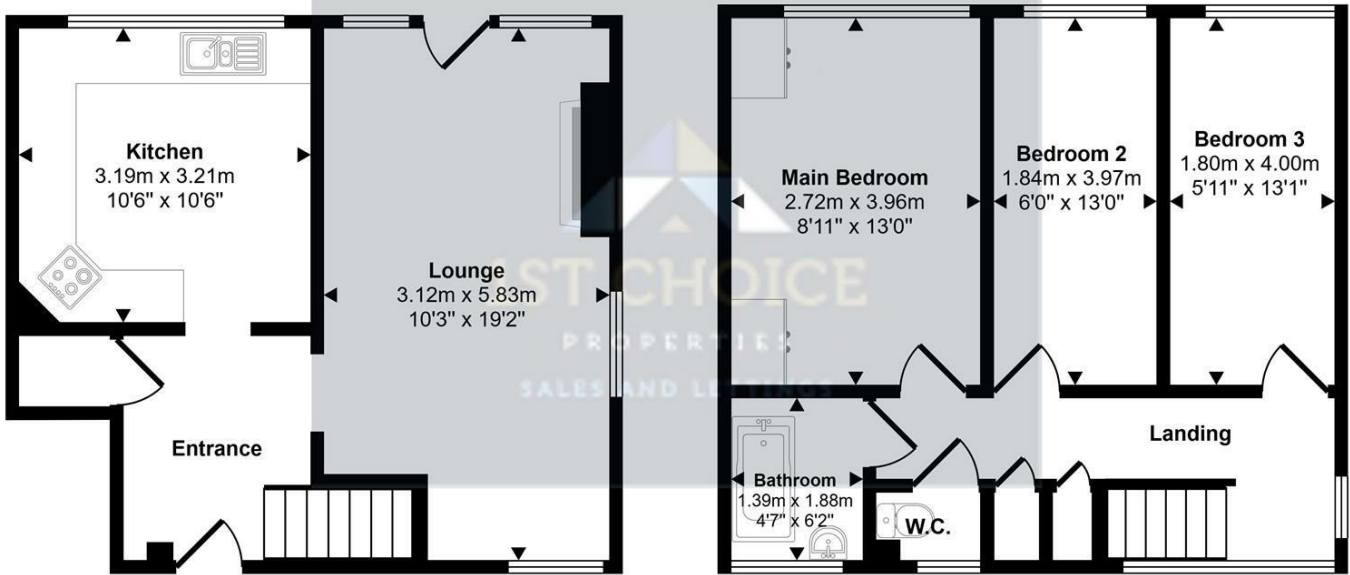 Kitchen
3.19m x 3.21m
10'6" x 10'6"
Lounge
3.12m x 5.83m
10'3" x 19'2"
Entrance
Main Bedroom
2.72m x 3.96m
8'11" x 13'0"
Bedroom 2
1.84m x 3.97m
6'0" x 13'0"
Bedroom 3
1.80m x 4.00m
5'11" x 13'1"
Landing
Bathroom
1.39m x 1.88m
4'7" x 6'2"
W.C.
1ST CHOICE
PROPERTIES
SALES AND LETTINGS